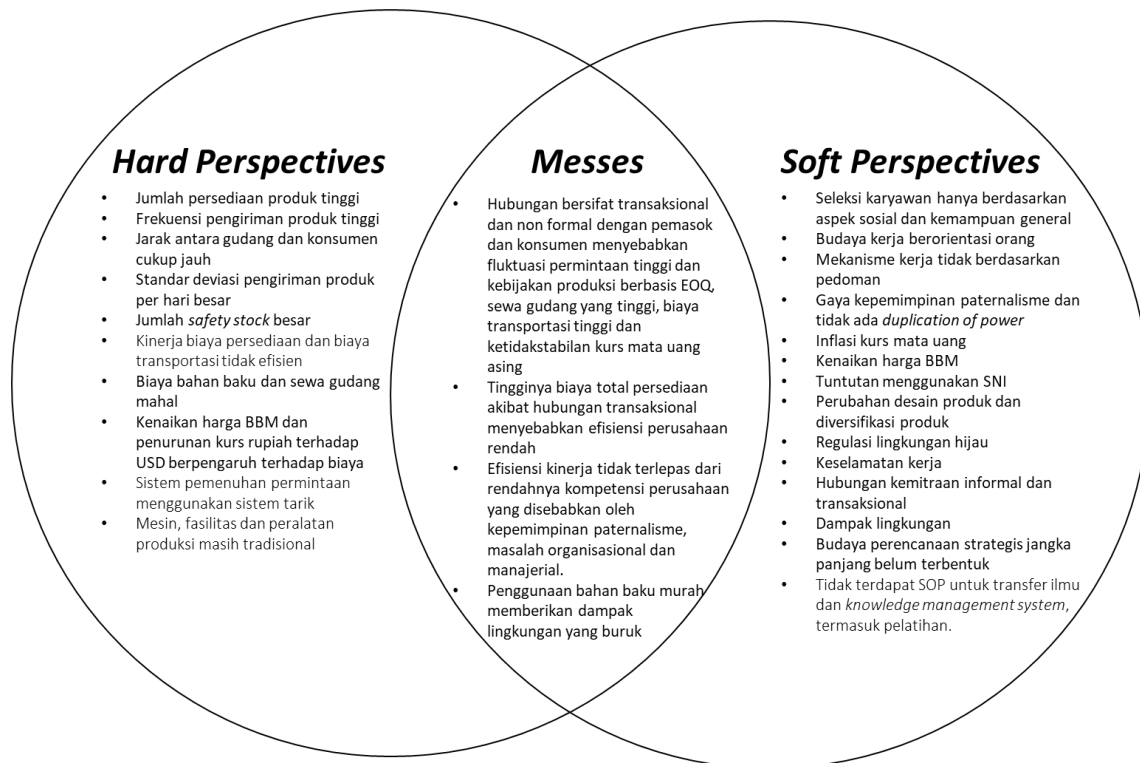 Hard Perspectives
• Jumlah persediaan produk tinggi
• Frekuensi pengiriman produk tinggi
• Jarak antara gudang dan konsumen
cukup jauh
• Standar deviasi pengiriman produk
per hari besar
• Jumlah safety stock besar
• Kinerja biaya persediaan dan biaya
transportasi tidak efisien
• Biaya bahan baku dan sewa gudang
mahal
• Kenaikan harga BBM dan
penurunan kurs rupiah terhadap
USD berpengaruh terhadap biaya
• Sistem pemenuhan permintaan
menggunakan sistem tarik
• Mesin, fasilitas dan peralatan
produksi masih tradisional
Messes
• Hubungan bersifat transaksional
dan non formal dengan pemasok
dan konsumen menyebabkan
fluktuasi permintaan tinggi dan
kebijakan produksi berbasis EOQ,
sewa gudang yang tinggi, biaya
transportasi tinggi dan
ketidakstabilan kurs mata uang
asing
• Tingginya biaya total persediaan
akibat hubungan transaksional
menyebabkan efisiensi perusahaan
rendah
• Efisiensi kinerja tidak terlepas dari
rendahnya kompetensi perusahaan
yang disebabkan oleh
kepemimpinan paternalisme,
masalah organisasional dan
manajerial.
• Penggunaan bahan baku murah
memberikan dampak
lingkungan yang buruk
Soft Perspectives
• Seleksi karyawan hanya berdasarkan
aspek sosial dan kemampuan general
• Budaya kerja berorientasi orang
• Mekanisme kerja tidak berdasarkan
pedoman
• Gaya kepemimpinan paternalisme dan
tidak ada duplication of power
• Inflasi kurs mata uang
• Kenaikan harga BBM
• Tuntutan menggunakan SNI
• Perubahan desain produk dan
diversifikasi produk
• Regulasi lingkungan hijau
• Keselamatan kerja
• Hubungan kemitraan informal dan
transaksional
• Dampak lingkungan
• Budaya perencanaan strategis jangka
panjang belum terbentuk
• Tidak terdapat SOP untuk transfer ilmu
dan knowledge management system,
termasuk pelatihan.